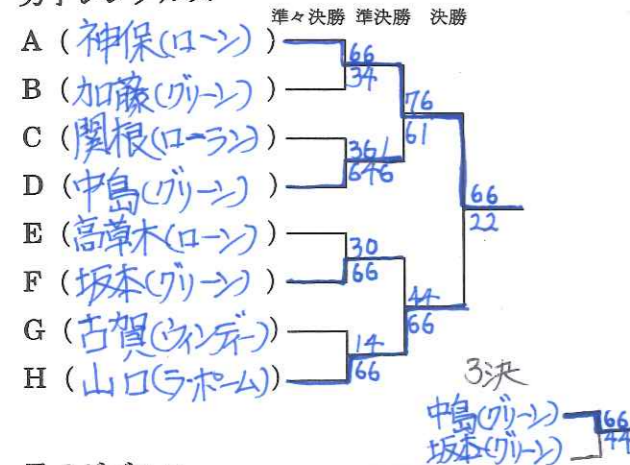 準々決勝 準決勝 決勝
A (神保(ローン))
B (加藤(グリーン))
C (関根(ローラン))
D (中島(グリーン))
E (高草木(ローン))
F (坂本(グリーン))
G (古賀(ウィンディー))
H (山口(ラ・ポーム))
66
34
361
646
30
66
14
66
76
61
44
66
66
22
3決
中島(グリーン)
坂本(グリーン)
66
44